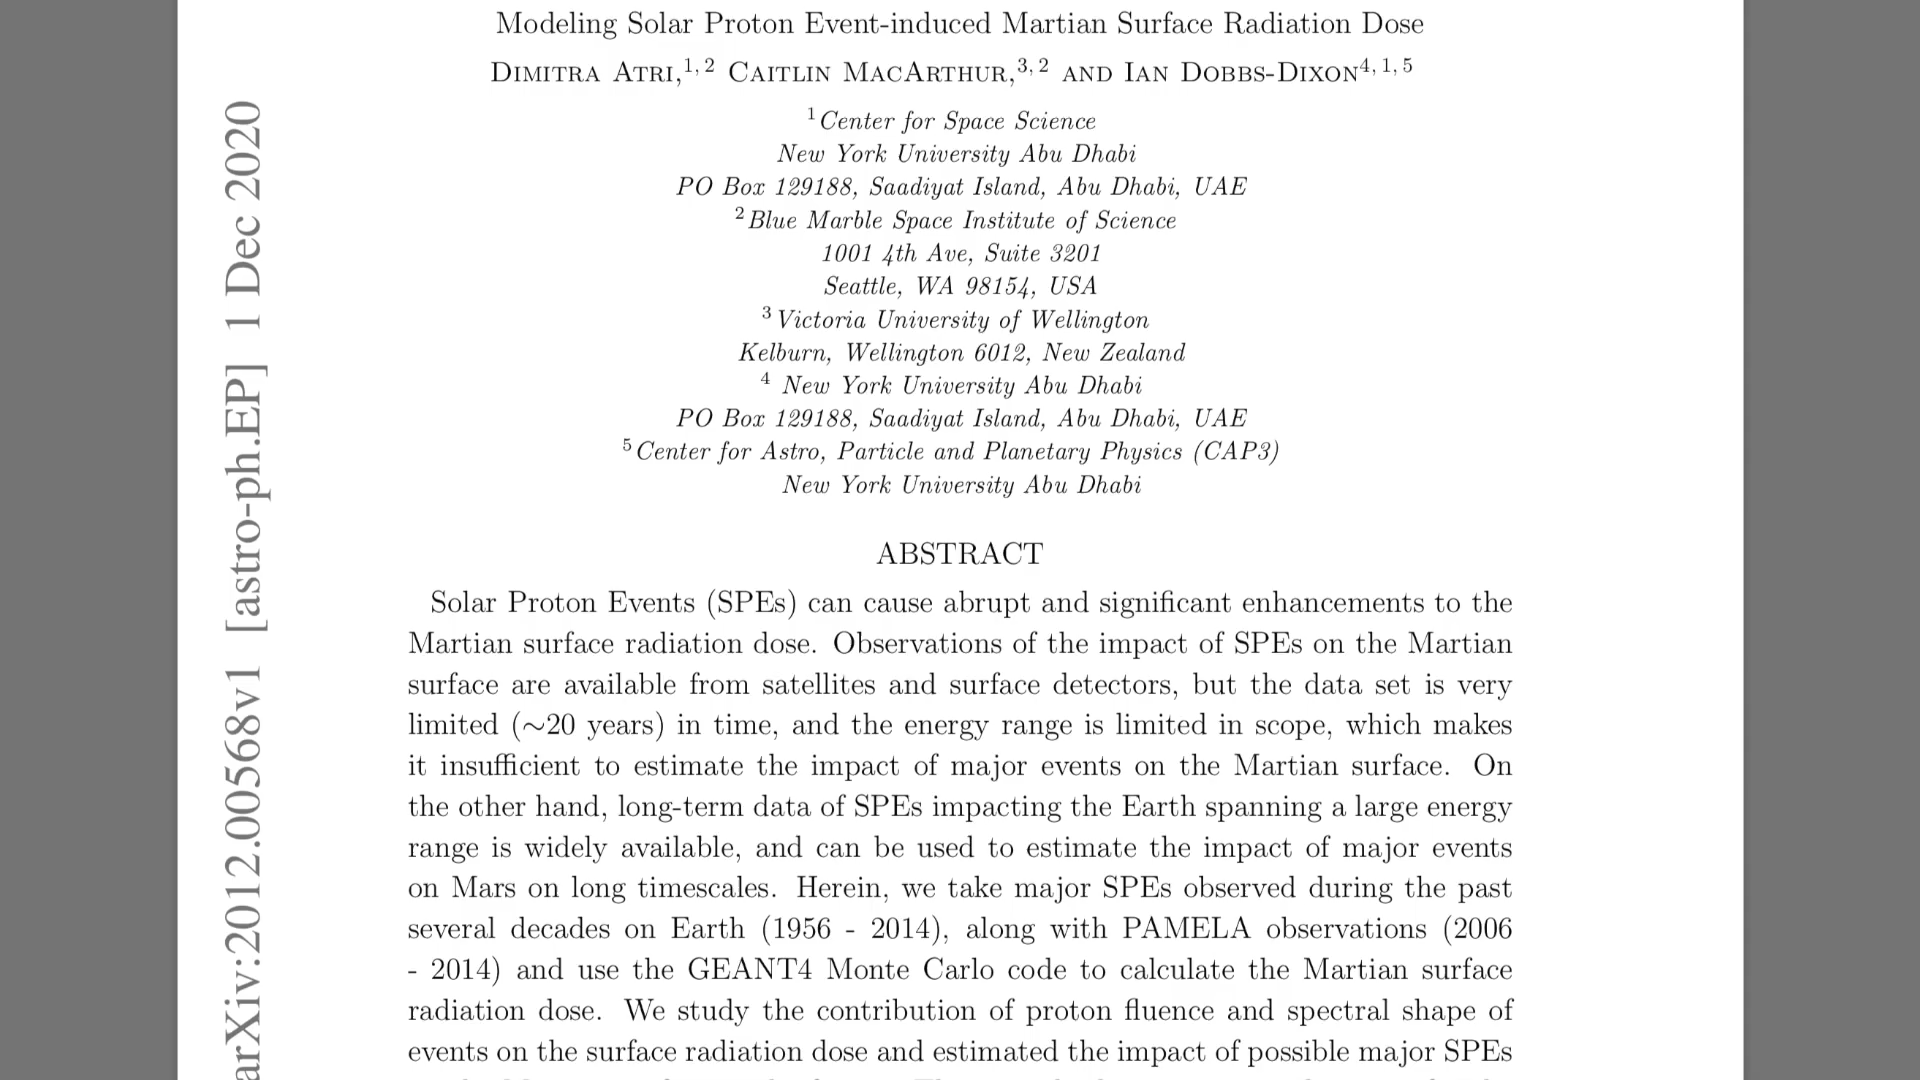 Modeling Solar Proton Event-induced Martian Surface Radiation Dose
Dimitra Atri,1, 2 Caitlin MacArthur,3, 2 and Ian Dobbs-Dixon4, 1, 5
1Center for Space Science
New York University Abu Dhabi
PO Box 129188, Saadiyat Island, Abu Dhabi, UAE
2Blue Marble Space Institute of Science
1001 4th Ave, Suite 3201
Seattle, WA 98154, USA
3Victoria University of Wellington
Kelburn, Wellington 6012, New Zealand
4 New York University Abu Dhabi
PO Box 129188, Saadiyat Island, Abu Dhabi, UAE
5Center for Astro, Particle and Planetary Physics (CAP3)
New York University Abu Dhabi
ABSTRACT
Solar Proton Events (SPEs) can cause abrupt and significant enhancements to the
Martian surface radiation dose. Observations of the impact of SPEs on the Martian
surface are available from satellites and surface detectors, but the data set is very
limited (∼20 years) in time, and the energy range is limited in scope, which makes
it insufficient to estimate the impact of major events on the Martian surface. On
the other hand, long-term data of SPEs impacting the Earth spanning a large energy
range is widely available, and can be used to estimate the impact of major events
on Mars on long timescales. Herein, we take major SPEs observed during the past
several decades on Earth (1956 - 2014), along with PAMELA observations (2006
- 2014) and use the GEANT4 Monte Carlo code to calculate the Martian surface
radiation dose. We study the contribution of proton fluence and spectral shape of
events on the surface radiation dose and estimated the impact of possible major SPEs
arXiv:2012.00568v1 [astro-ph.EP] 1 Dec 2020